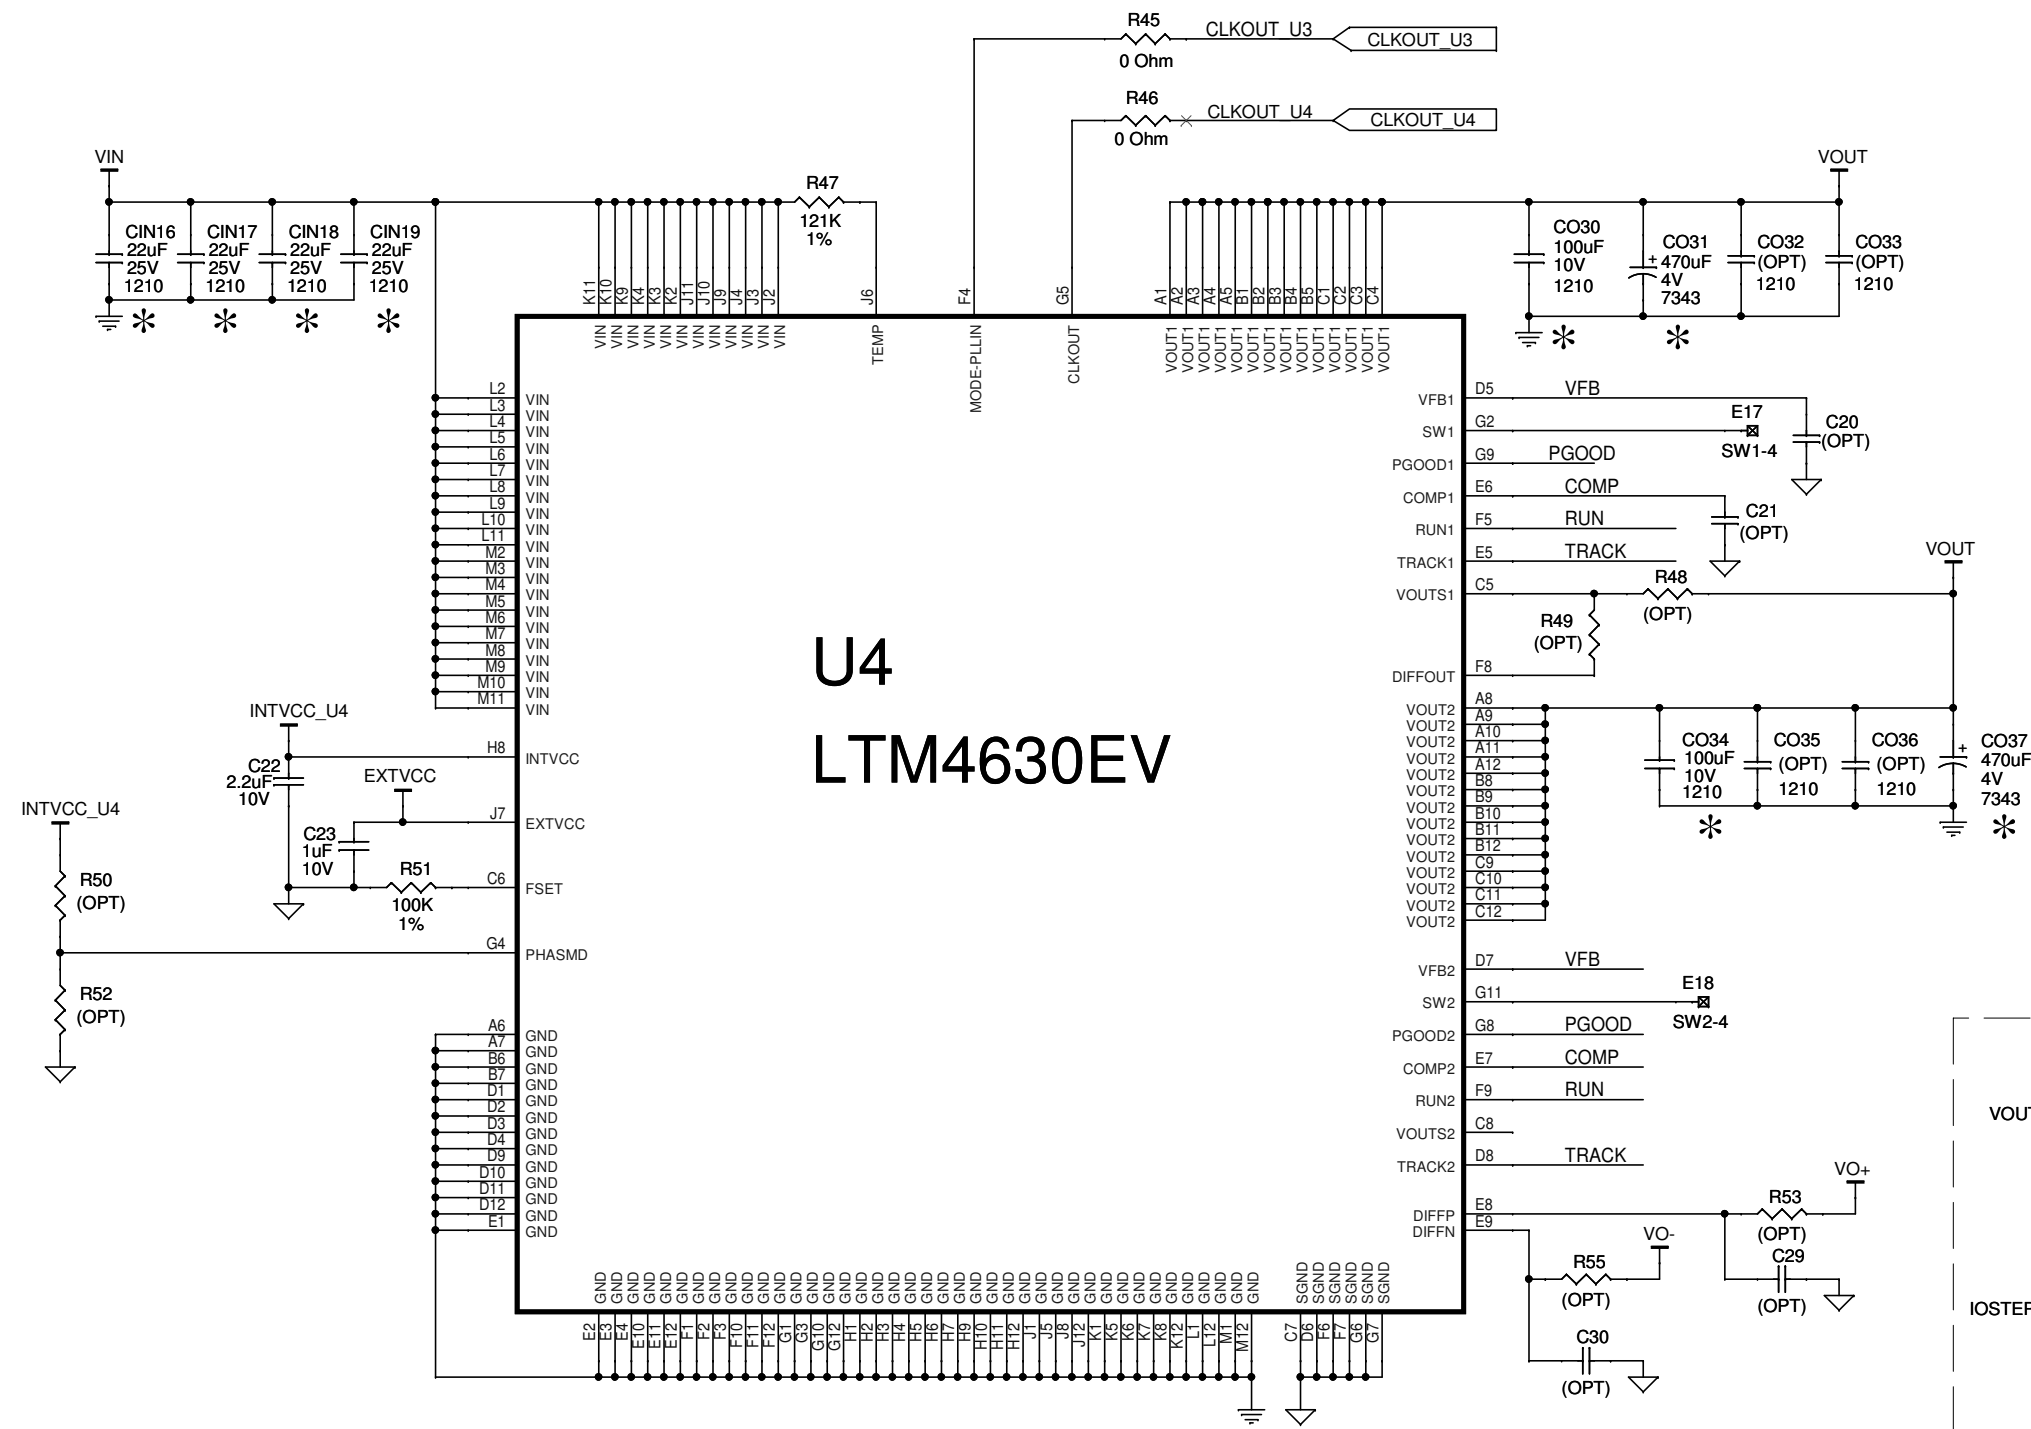 R45
CLKOUT_U3
CLKOUT_U3
0 Ohm
R46
CLKOUT_U4
CLKOUT_U4
0 Ohm
VIN
R47
121K
1%
VOUT
CIN16
22uF
25V
1210
*
CIN17
22uF
25V
1210
*
CIN18
22uF
25V
1210
*
CIN19
22uF
25V
1210
*
K11 K10 K9 K4 K3 K2 J11 J10 J9 J4 J3 J2
J6
F4
G5
A1 A2 A3 A4 A5 B1 B2 B3 B4 B5 C1 C2 C3 C4
VIN VIN VIN VIN VIN VIN VIN VIN VIN VIN VIN VIN
TEMP
MODE-PLLIN
CLKOUT
VOUT1 VOUT1 VOUT1 VOUT1 VOUT1 VOUT1 VOUT1 VOUT1 VOUT1 VOUT1 VOUT1 VOUT1 VOUT1 VOUT1
CO30
100uF
10V
1210
*
CO31
+
470uF
4V
7343
*
CO32
(OPT)
1210
CO33
(OPT)
1210
L2 VIN
L3 VIN
L4 VIN
L5 VIN
L6 VIN
L7 VIN
L8 VIN
L9 VIN
L10 VIN
L11 VIN
M2 VIN
M3 VIN
M4 VIN
M5 VIN
M6 VIN
M7 VIN
M8 VIN
M9 VIN
M10 VIN
M11 VIN
VFB1 D5 VFB
SW1 G2
E17
SW1-4
C20
(OPT)
PGOOD1 G9 PGOOD
COMP1 E6 COMP
C21
(OPT)
RUN1 F5 RUN
TRACK1 E5 TRACK
VOUTS1 C5
R48
(OPT)
VOUT
R49
(OPT)
DIFFOUT F8
U4
LTM4630EV
VOUT2 A8
VOUT2 A9
VOUT2 A10
VOUT2 A11
VOUT2 A12
VOUT2 B8
VOUT2 B9
VOUT2 B10
VOUT2 B11
VOUT2 B12
VOUT2 C9
VOUT2 C10
VOUT2 C11
VOUT2 C12
CO34
100uF
10V
1210
*
CO35
(OPT)
1210
CO36
(OPT)
1210
+
CO37
470uF
4V
7343
*
INTVCC_U4
H8 INTVCC
C22
2.2uF
10V
EXTVCC
J7 EXTVCC
C23
1uF
10V
R51
100K
1%
C6 FSET
INTVCC_U4
R50
(OPT)
G4 PHASMD
R52
(OPT)
VFB2 D7 VFB
SW2 G11
E18
SW2-4
PGOOD2 G8 PGOOD
COMP2 E7 COMP
RUN2 F9 RUN
VOUTS2 C8
TRACK2 D8 TRACK
DIFFP E8
DIFFN E9
VO+
R53
(OPT)
C29
(OPT)
VO-
R55
(OPT)
C30
(OPT)
A6 GND
A7 GND
B6 GND
B7 GND
D1 GND
D2 GND
D3 GND
D4 GND
D9 GND
D10 GND
D11 GND
D12 GND
E1 GND
GND GND GND GND GND GND GND GND GND GND GND GND GND GND GND GND GND GND GND GND GND GND GND GND GND GND GND GND GND GND GND GND GND GND GND GND GND GND GND GND GND
SGND SGND SGND SGND SGND SGND
E2 E3 E4 E10 E11 E12 F1 F2 F3 F10 F11 F12 G1 G3 G10 G12 H1 H2 H3 H4 H5 H6 H7 H9 H10 H11 H12 J1 J5 J8 J12 K1 K5 K6 K7 K8 K12 L1 L12 M1 M12
C7 D6 F6 F7 G6 G7
VOUT
IOSTEP